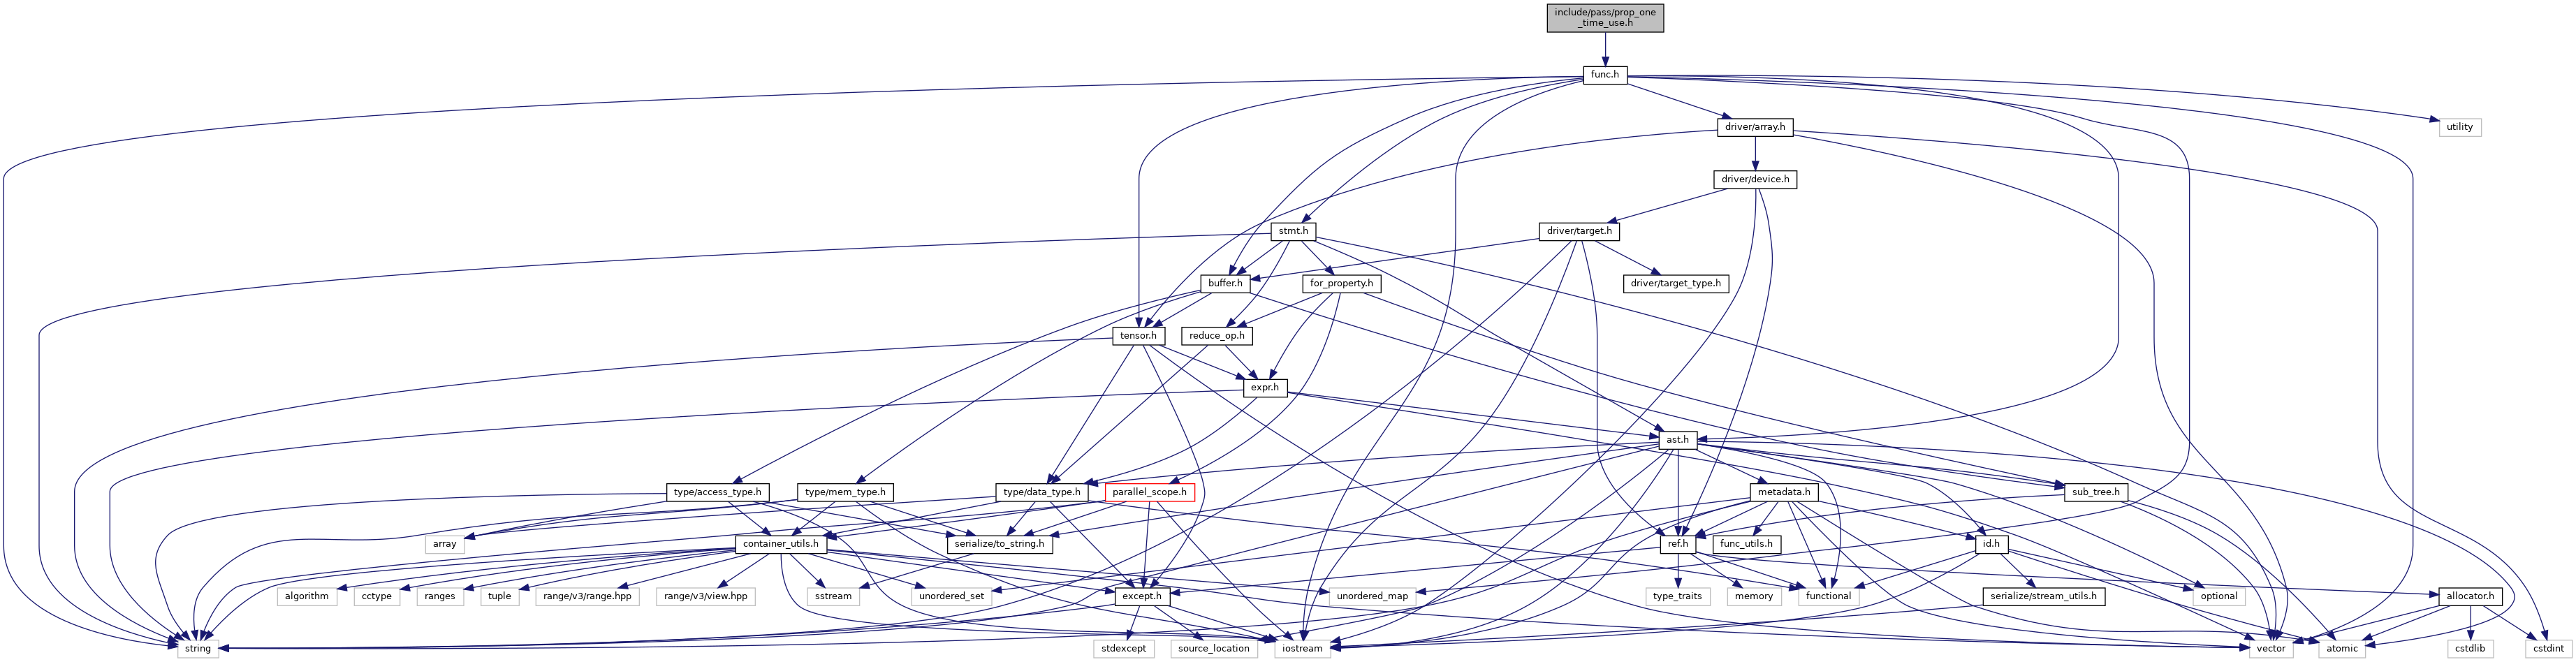 include/pass/prop_one
_time_use.h
func.h
driver/array.h
utility
driver/device.h
stmt.h
driver/target.h
buffer.h
for_property.h
driver/target_type.h
tensor.h
reduce_op.h
expr.h
ast.h
type/access_type.h
type/mem_type.h
type/data_type.h
parallel_scope.h
metadata.h
sub_tree.h
array
container_utils.h
serialize/to_string.h
ref.h
func_utils.h
id.h
algorithm
cctype
ranges
tuple
range/v3/range.hpp
range/v3/view.hpp
sstream
unordered_set
except.h
unordered_map
type_traits
memory
functional
serialize/stream_utils.h
optional
allocator.h
string
stdexcept
source_location
iostream
vector
atomic
cstdlib
cstdint